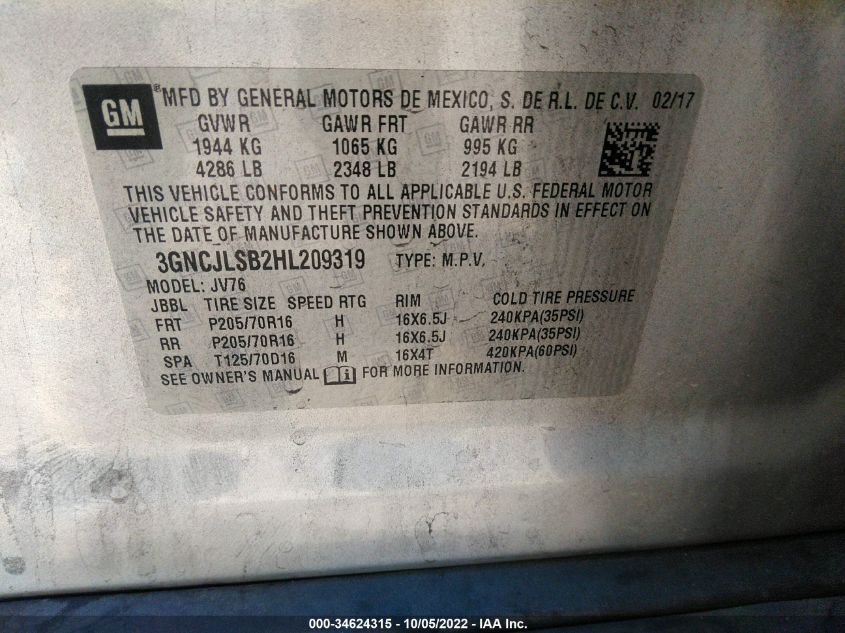 GM
® MFD BY GENERAL MOTORS DE MEXICO, S. DE R.L. DE C.V. 02/17
GVWR GAWR FRT GAWR RR
1944 KG 1065 KG 995 KG
4286 LB 2348 LB 2194 LB
THIS VEHICLE CONFORMS TO ALL APPLICABLE U.S. FEDERAL MOTOR
VEHICLE SAFETY AND THEFT PREVENTION STANDARDS IN EFFECT ON
THE DATE OF MANUFACTURE SHOWN ABOVE.
3GNCJLSB2HL209319 TYPE: M.P.V.
MODEL: JV76
JBBL TIRE SIZE SPEED RTG RIM COLD TIRE PRESSURE
FRT P205/70R16 H 16X6.5J 240KPA(35PSI)
RR P205/70R16 H 16X6.5J 240KPA(35PSI)
SPA T125/70D16 M 16X4T 420KPA(60PSI)
SEE OWNER'S MANUAL FOR MORE INFORMATION.
000-34624315 - 10/05/2022 - IAA Inc.